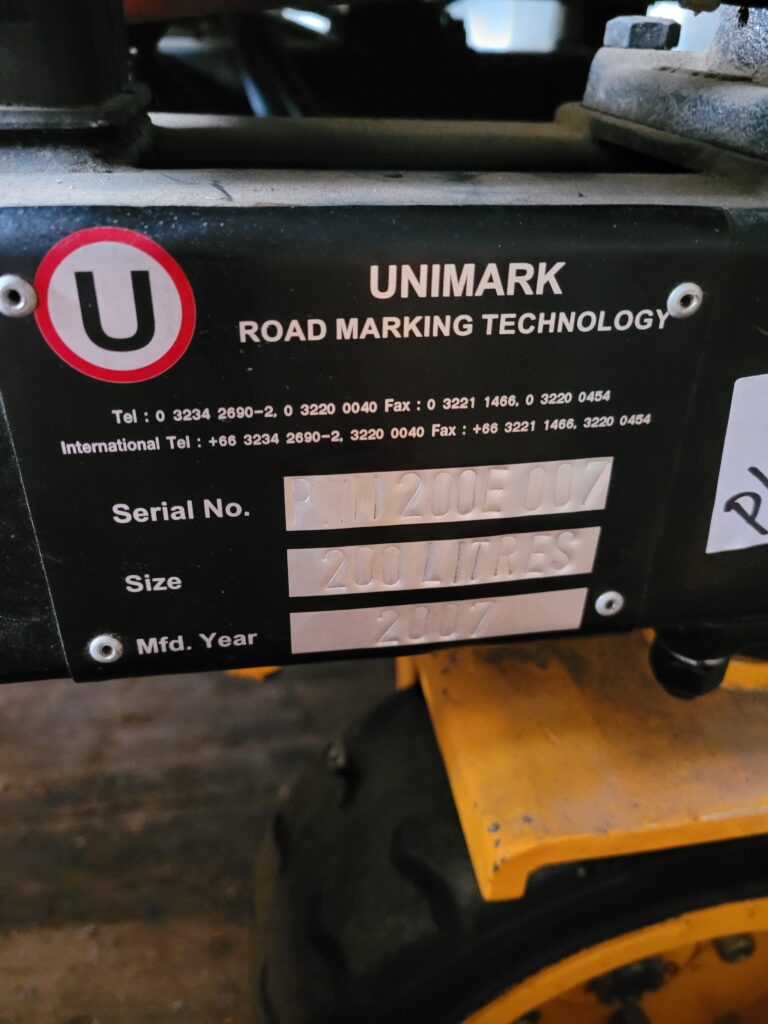 U
UNIMARK
ROAD MARKING TECHNOLOGY
Tel : 0 3234 2690-2, 0 3220 0040 Fax : 0 3221 1466, 0 3220 0454
International Tel : +66 3234 2690-2, 3220 0040 Fax : +66 3221 1466, 3220 0454
Serial No. 200E 007
Size 200 LITRES
Mfd. Year 2007